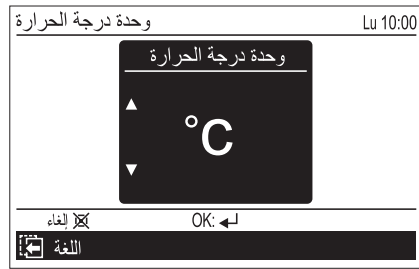 وحدة درجة الحرارة Lu 10:00
وحدة درجة الحرارة
°C
إلغاء OK:
اللغة